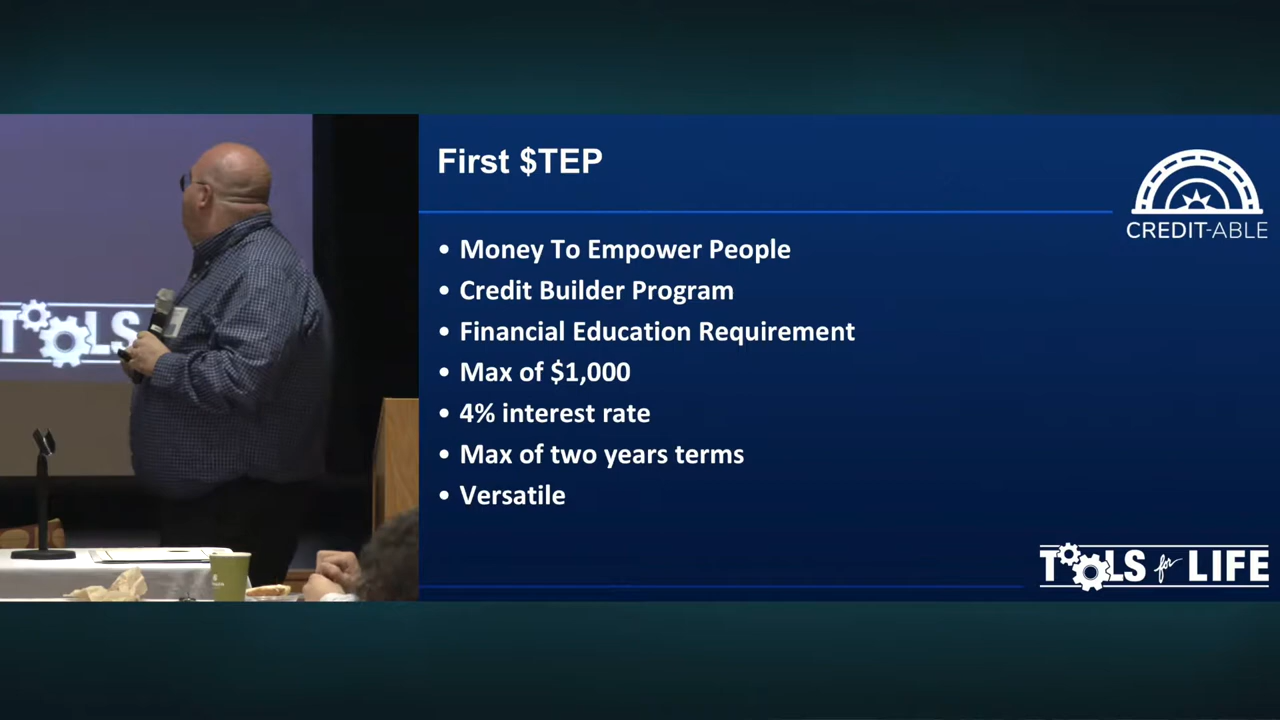 First $TEP
CREDIT-ABLE
• Money To Empower People
• Credit Builder Program
• Financial Education Requirement
• Max of $1,000
• 4% interest rate
• Max of two years terms
• Versatile
TOOLS
TOOLS for LIFE